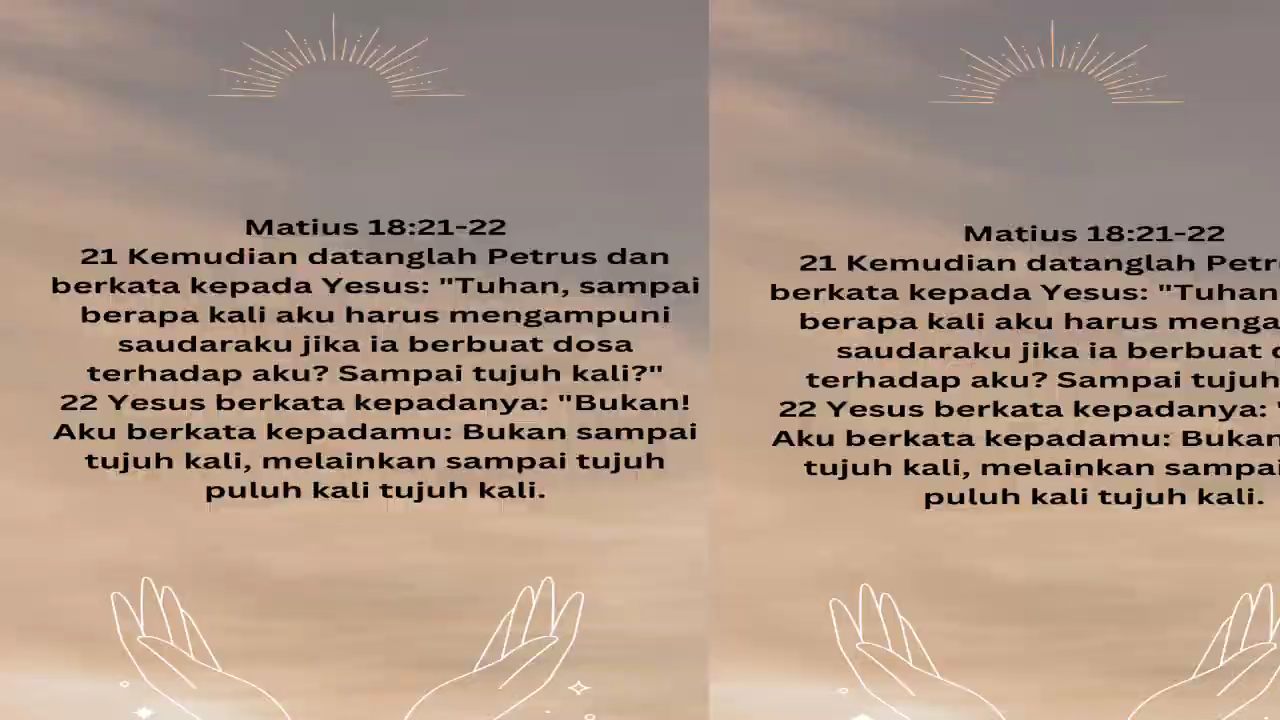 Matius 18:21-22
21 Kemudian datanglah Petrus dan
berkata kepada Yesus: "Tuhan, sampai
berapa kali aku harus mengampuni
saudaraku jika ia berbuat dosa
terhadap aku? Sampai tujuh kali?"
22 Yesus berkata kepadanya: "Bukan!
Aku berkata kepadamu: Bukan sampai
tujuh kali, melainkan sampai tujuh
puluh kali tujuh kali.
Matius 18:21-22
21 Kemudian datanglah
berkata kepada Yesus: "Tuhan
berapa kali aku harus
saudaraku jika ia berbuat
terhadap aku? Sampai tujuh
22 Yesus berkata kepadanya:
Aku berkata kepadamu: Bukan
tujuh kali, melainkan sampai
puluh kali tujuh kali.